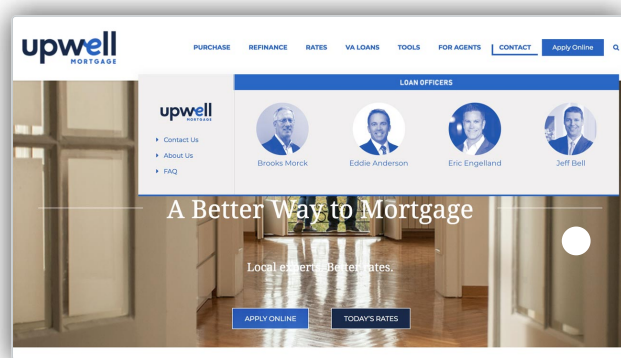 upwell
MORTGAGE
PURCHASE REFINANCE RATES VA LOANS TOOLS FOR AGENTS CONTACT Apply Online
LOAN OFFICERS
upwell
MORTGAGE
Contact Us
About Us
FAQ
Brooks Morck Eddie Anderson Eric Engelland Jeff Bell
A Better Way to Mortgage
Local experts. Better rates.
APPLY ONLINE TODAY'S RATES